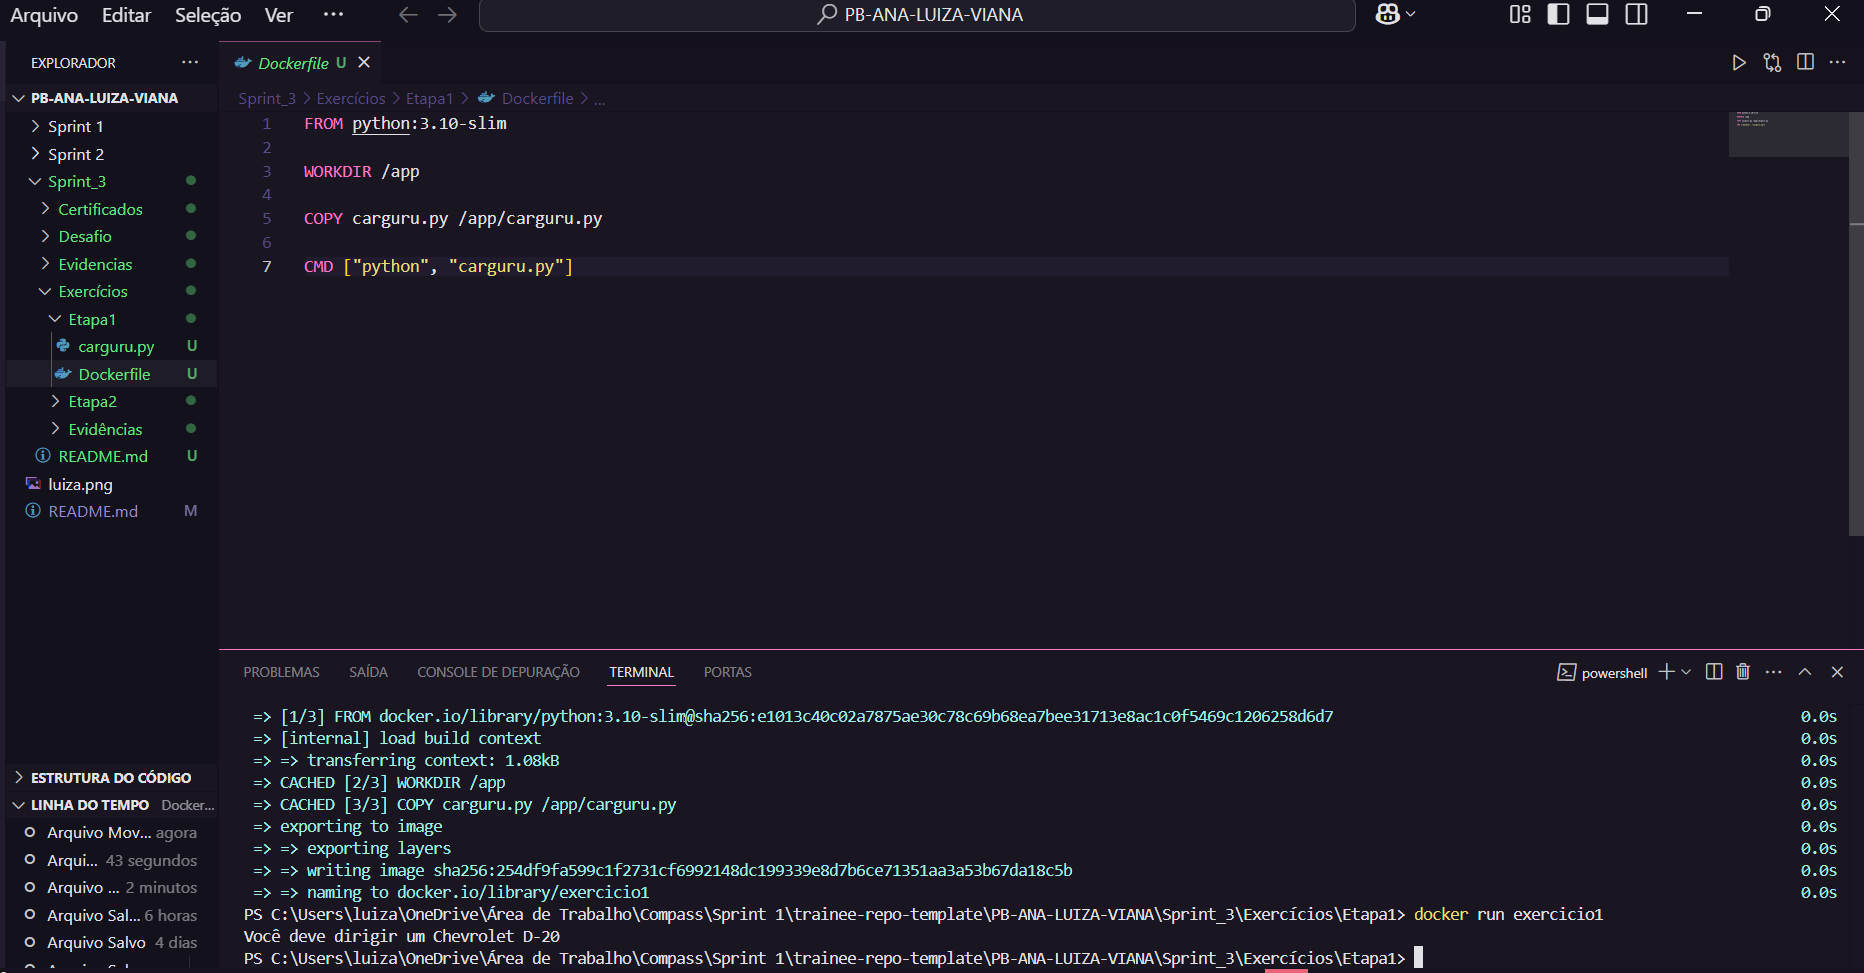 Arquivo Editar Seleção Ver ··· PB-ANA-LUIZA-VIANA
EXPLORADOR ···
PB-ANA-LUIZA-VIANA
Sprint 1
Sprint 2
Sprint_3
Certificados
Desafio
Evidencias
Exercícios
Etapa1
carguru.py U
Dockerfile U
Etapa2
Evidências
README.md U
luiza.png
README.md M
ESTRUTURA DO CÓDIGO
LINHA DO TEMPO Docker...
Arquivo Mov... agora
Arqui... 43 segundos
Arquivo ... 2 minutos
Arquivo Sal... 6 horas
Arquivo Salvo 4 dias
Dockerfile U
Sprint_3 > Exercícios > Etapa1 > Dockerfile > ...
1 FROM python:3.10-slim
2
3 WORKDIR /app
4
5 COPY carguru.py /app/carguru.py
6
7 CMD ["python", "carguru.py"]
PROBLEMAS SAÍDA CONSOLE DE DEPURAÇÃO TERMINAL PORTAS powershell
=> [1/3] FROM docker.io/library/python:3.10-slim@sha256:e1013c40c02a7875ae30c78c69b68ea7bee31713e8ac1c0f5469c1206258d6d7 0.0s
=> [internal] load build context 0.0s
=> => transferring context: 1.08kB 0.0s
=> CACHED [2/3] WORKDIR /app 0.0s
=> CACHED [3/3] COPY carguru.py /app/carguru.py 0.0s
=> exporting to image 0.0s
=> => exporting layers 0.0s
=> => writing image sha256:254df9fa599c1f2731cf6992148dc199339e8d7b6ce71351aa3a53b67da18c5b 0.0s
=> => naming to docker.io/library/exercicio1 0.0s
PS C:\Users\luiza\OneDrive\Área de Trabalho\Compass\Sprint 1\trainee-repo-template\PB-ANA-LUIZA-VIANA\Sprint_3\Exercícios\Etapa1> docker run exercicio1
Você deve dirigir um Chevrolet D-20
PS C:\Users\luiza\OneDrive\Área de Trabalho\Compass\Sprint 1\trainee-repo-template\PB-ANA-LUIZA-VIANA\Sprint_3\Exercícios\Etapa1>